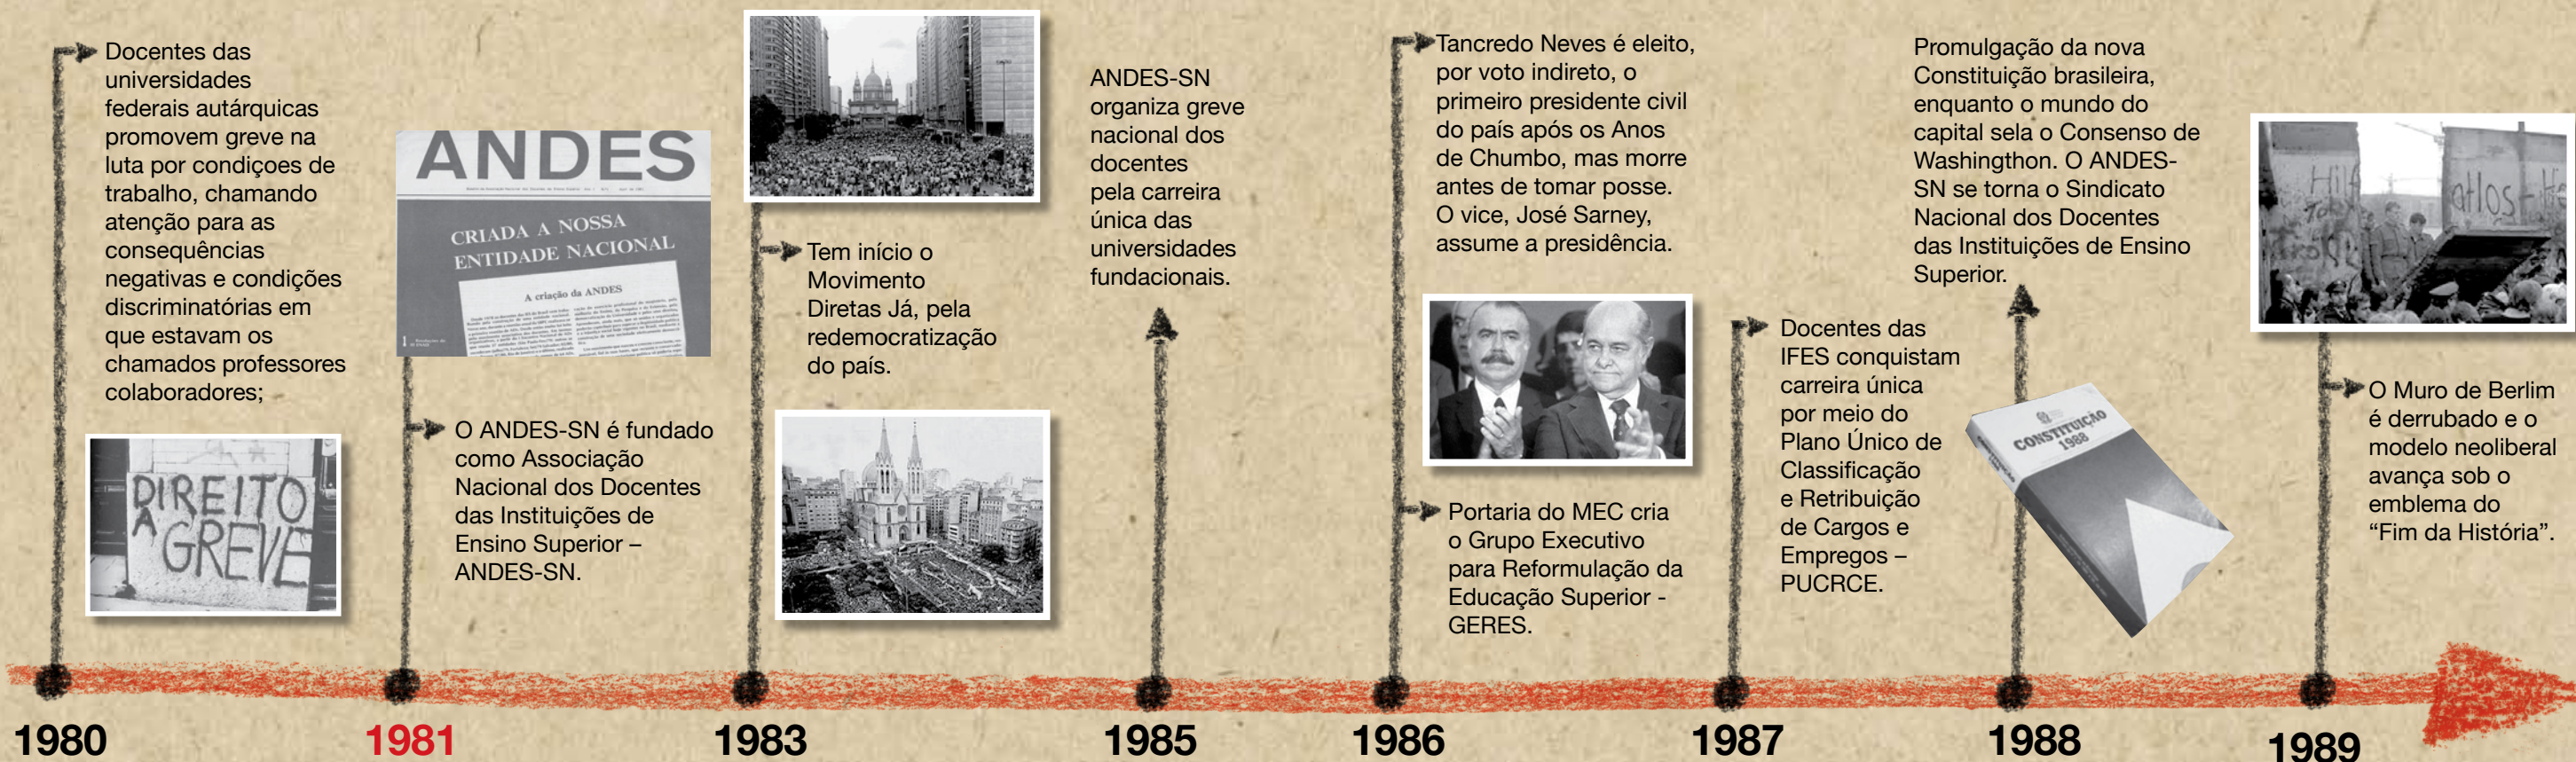 Docentes das
universidades
federais autárquicas
promovem greve na
luta por condiçoes de
trabalho, chamando
atenção para as
consequências
negativas e condições
discriminatórias em
que estavam os
chamados professores
colaboradores;
DIREITO
A GREVE
1980
ANDES
CRIADA A NOSSA
ENTIDADE NACIONAL
A criação da ANDES
O ANDES-SN é fundado
como Associação
Nacional dos Docentes
das Instituições de
Ensino Superior –
ANDES-SN.
1981
Tem início o
Movimento
Diretas Já, pela
redemocratização
do país.
1983
ANDES-SN
organiza greve
nacional dos
docentes
pela carreira
única das
universidades
fundacionais.
1985
Tancredo Neves é eleito,
por voto indireto, o
primeiro presidente civil
do país após os Anos
de Chumbo, mas morre
antes de tomar posse.
O vice, José Sarney,
assume a presidência.
Portaria do MEC cria
o Grupo Executivo
para Reformulação da
Educação Superior -
GERES.
1986
Docentes das
IFES conquistam
carreira única
por meio do
Plano Único de
Classificação
e Retribuição
de Cargos e
Empregos –
PUCRCE.
1987
Promulgação da nova
Constituição brasileira,
enquanto o mundo do
capital sela o Consenso de
Washingthon. O ANDES-
SN se torna o Sindicato
Nacional dos Docentes
das Instituições de Ensino
Superior.
CONSTITUIÇÃO
1988
1988
O Muro de Berlim
é derrubado e o
modelo neoliberal
avança sob o
emblema do
“Fim da História”.
1989